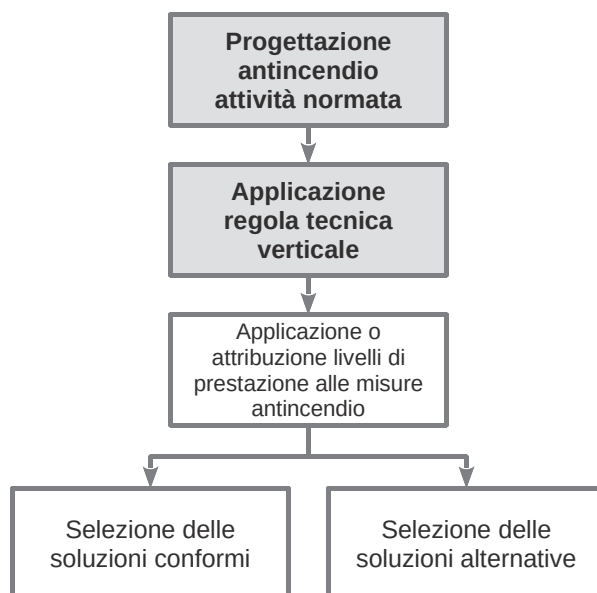 Progettazione
antincendio
attività normata
Applicazione
regola tecnica
verticale
Applicazione o
attribuzione livelli di
prestazione alle misure
antincendio
Selezione delle
soluzioni conformi
Selezione delle
soluzioni alternative